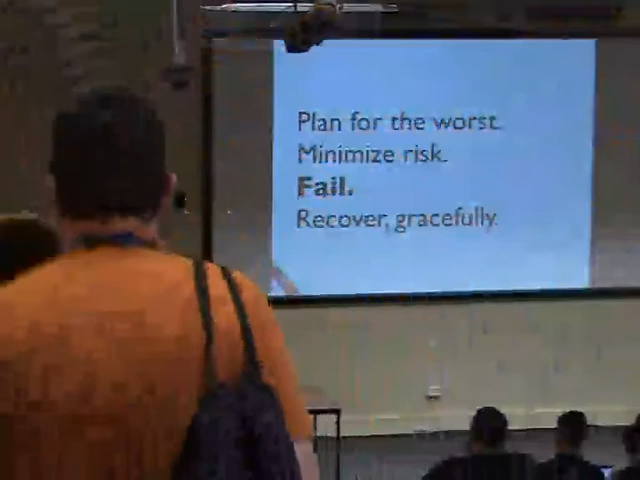 Plan for the worst.
Minimize risk.
Fail.
Recover, gracefully.